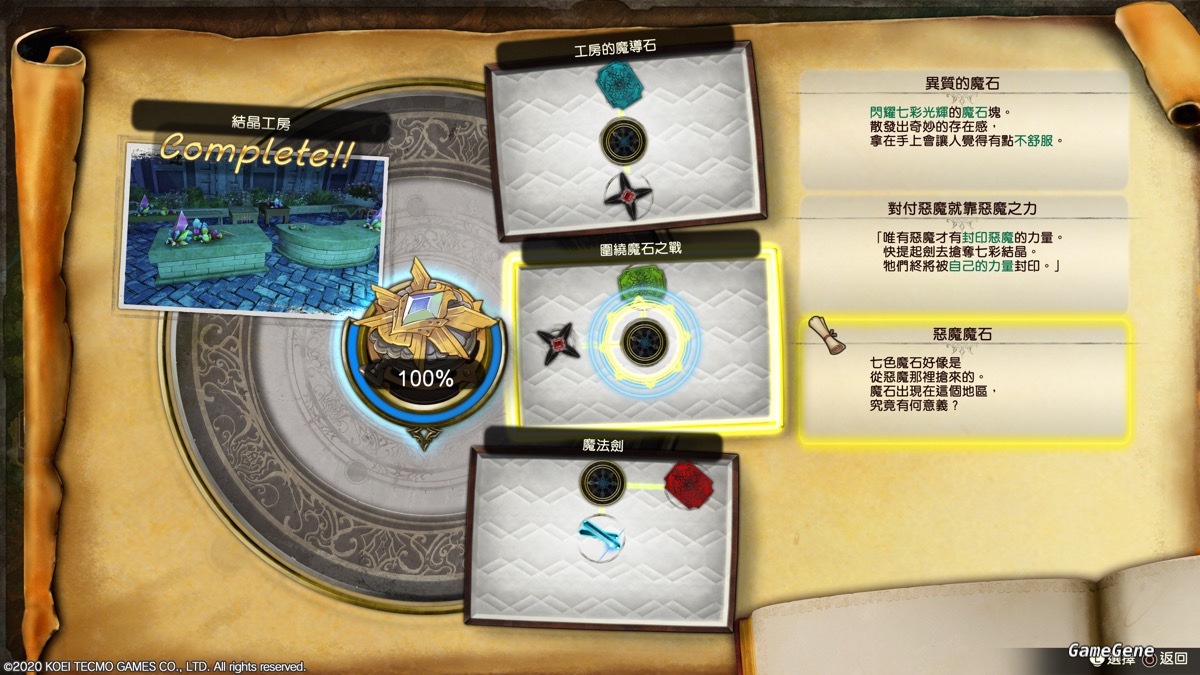 結晶工房
Complete!!
100%
工房的魔導石
圍繞魔石之戰
魔法劍
異質的魔石
閃耀七彩光輝的魔石塊。
散發出奇妙的存在感，
拿在手上會讓人覺得有點不舒服。
對付惡魔就靠惡魔之力
「唯有惡魔才有封印惡魔的力量。
快提起劍去搶奪七彩結晶。
牠們終將被自己的力量封印。」
惡魔魔石
七色魔石好像是
從惡魔那裡搶來的。
魔石出現在這個地區，
究竟有何意義？
©2020 KOEI TECMO GAMES CO., LTD. All rights reserved.
GameGene
L選擇 返回